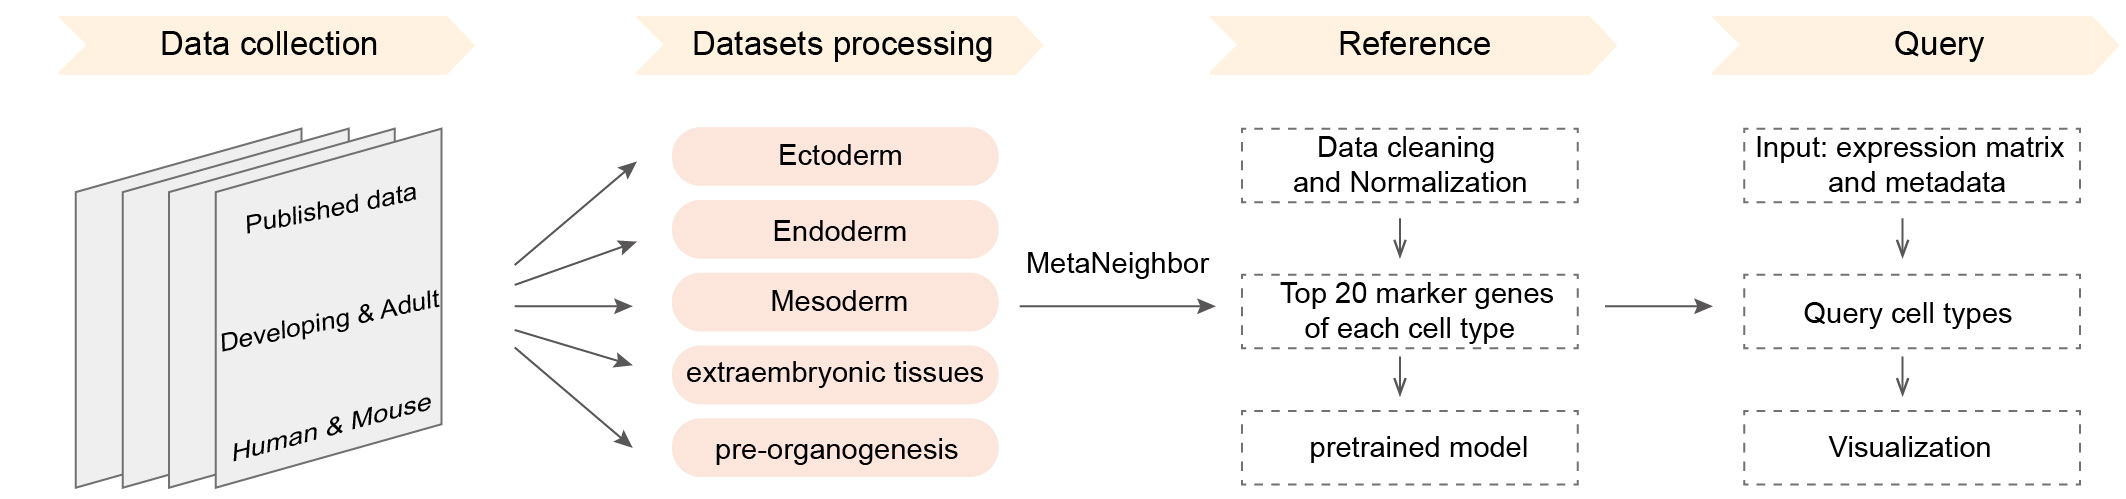 Data collection
Datasets processing
Reference
Query
Published data
Developing & Adult
Human & Mouse
Ectoderm
Endoderm
Mesoderm
extraembryonic tissues
pre-organogenesis
MetaNeighbor
Data cleaning
and Normalization
Top 20 marker genes
of each cell type
pretrained model
Input: expression matrix
and metadata
Query cell types
Visualization